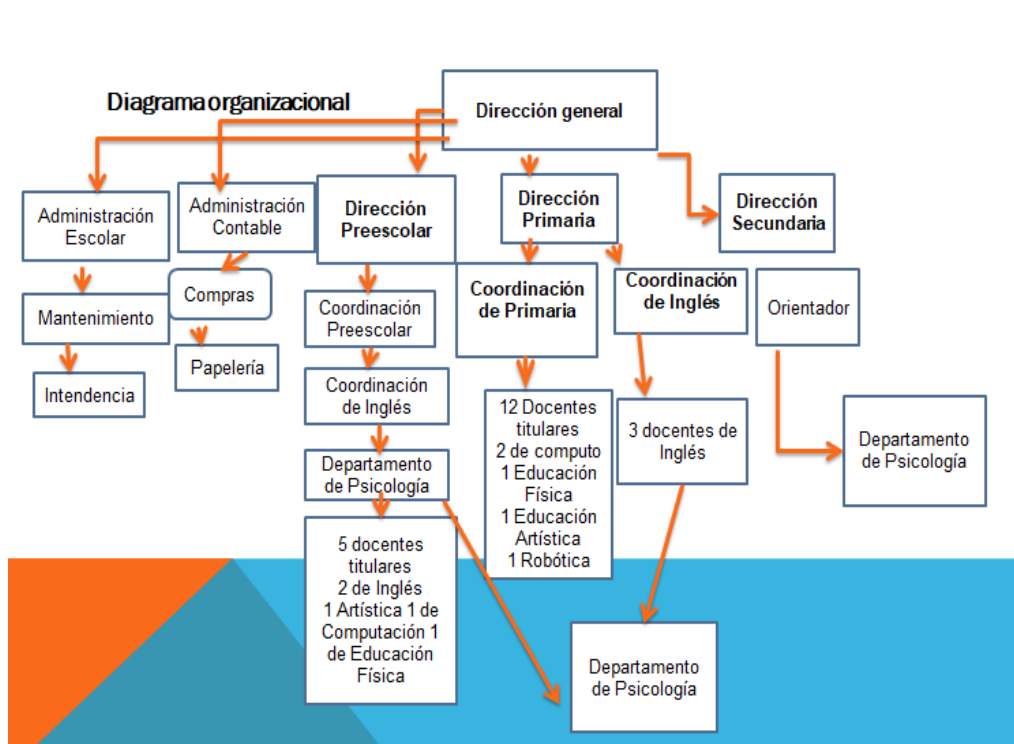 Diagrama organizacional
Dirección general
Administración
Escolar
Administración
Contable
Dirección
Preescolar
Dirección
Primaria
Dirección
Secundaria
Mantenimiento
Compras
Coordinación
Preescolar
Coordinación
de Primaria
Coordinación
de Inglés
Orientador
Intendencia
Papelería
Coordinación
de Inglés
12 Docentes
titulares
2 de computo
1 Educación
Física
1 Educación
Artística
1 Robótica
3 docentes de
Inglés
Departamento
de Psicología
Departamento
de Psicología
5 docentes
titulares
2 de Inglés
1 Artística 1 de
Computación 1
de Educación
Física
Departamento
de Psicología